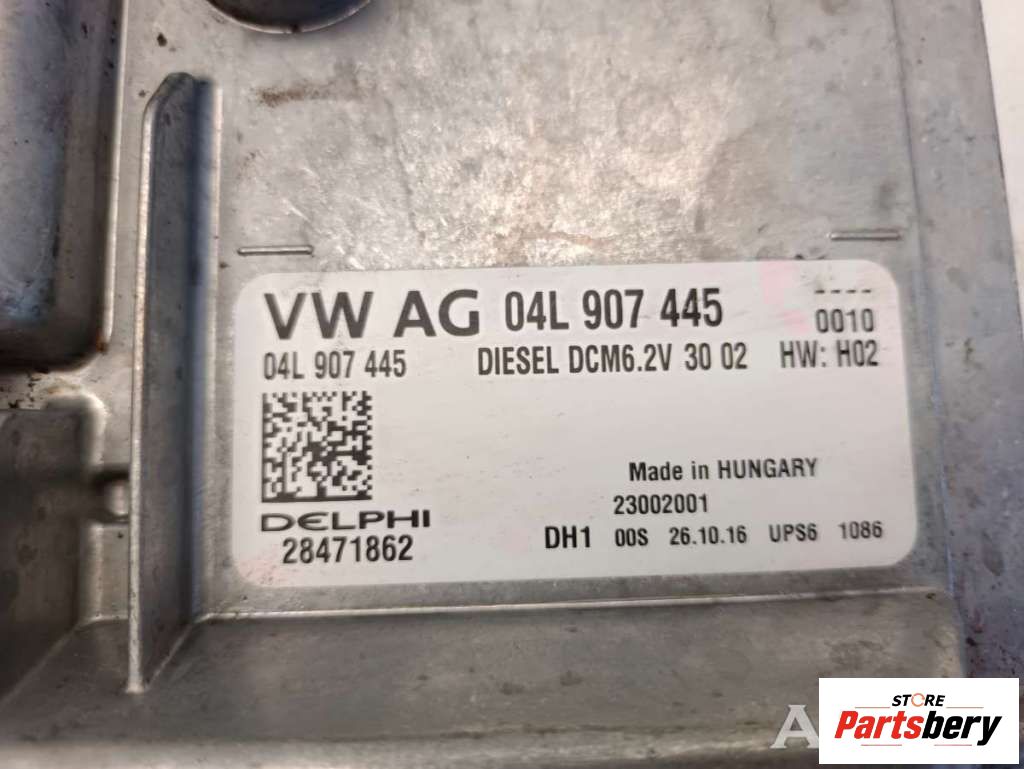 VW AG 04L 907 445
----
0010
04L 907 445 DIESEL DCM6.2V 30 02 HW: H02
Made in HUNGARY
23002001
DELPHI
28471862
DH1 00S 26.10.16 UPS6 1086
STORE
Partsbery